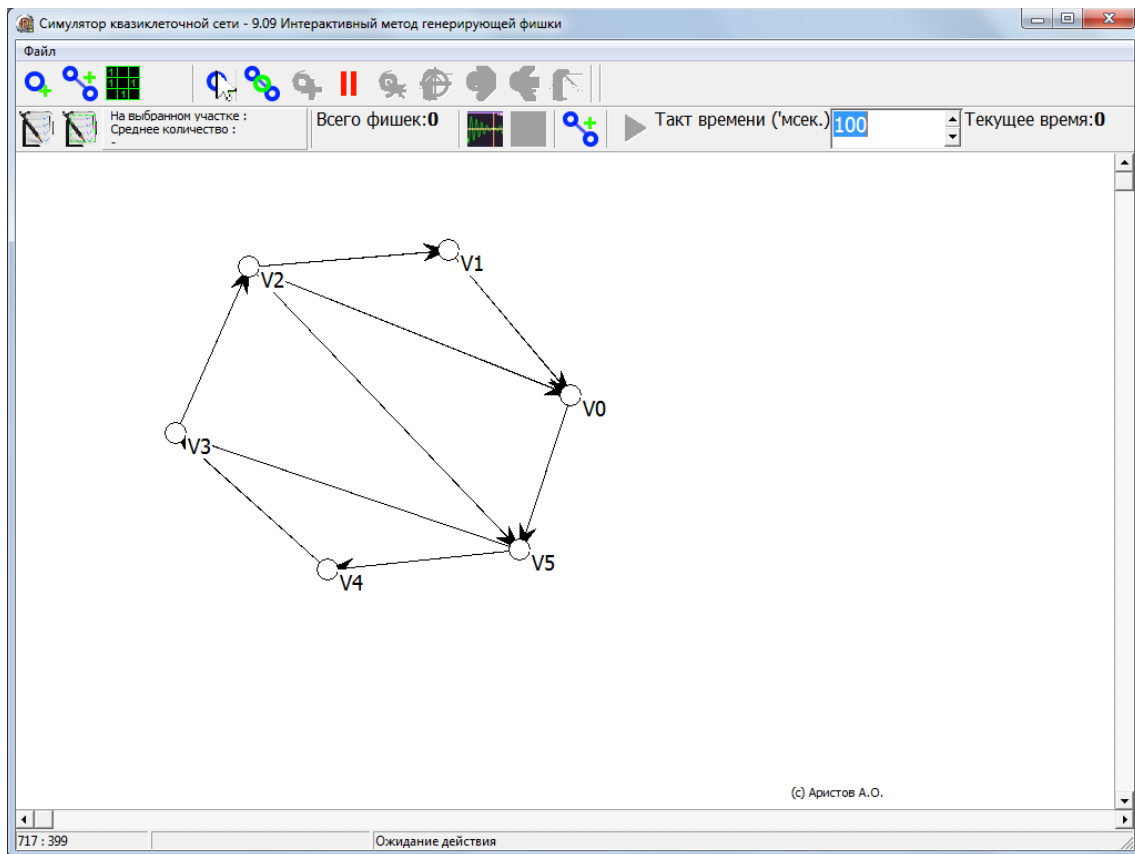 Симулятор квазиклеточной сети - 9.09 Интерактивный метод генерирующей фишки
Файл
На выбранном участке :
Среднее количество :
-
Всего фишек:0
Такт времени ('мсек.) 100
Текущее время:0
V1
V2
V0
V3
V5
V4
(c) Аристов А.О.
717 : 399
Ожидание действия